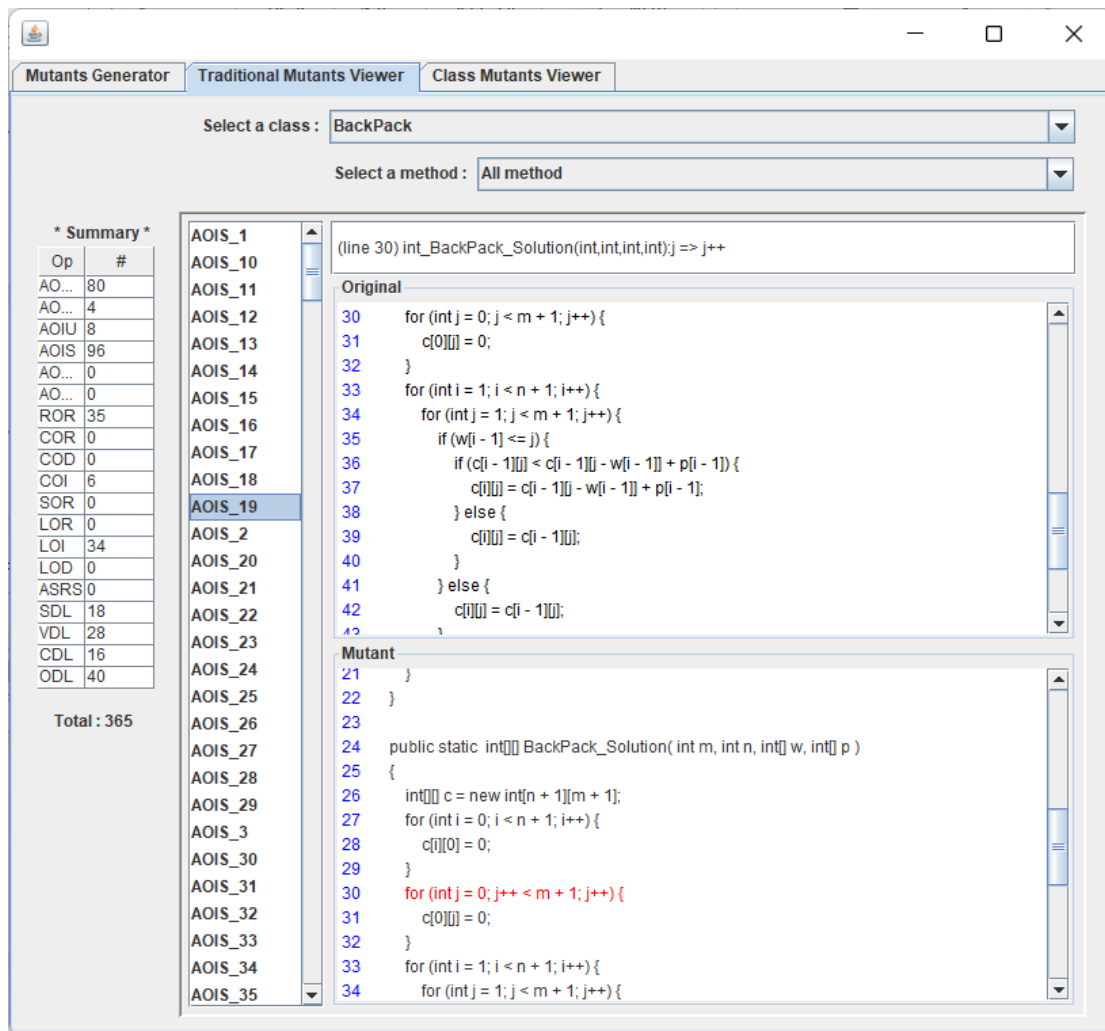 Mutants Generator Traditional Mutants Viewer Class Mutants Viewer
Select a class : BackPack
Select a method : All method
* Summary *
Op #
AO... 80
AO... 4
AOIU 8
AOIS 96
AO... 0
AO... 0
ROR 35
COR 0
COD 0
COI 6
SOR 0
LOR 0
LOI 34
LOD 0
ASRS 0
SDL 18
VDL 28
CDL 16
ODL 40
Total : 365
AOIS_1
AOIS_10
AOIS_11
AOIS_12
AOIS_13
AOIS_14
AOIS_15
AOIS_16
AOIS_17
AOIS_18
AOIS_19
AOIS_2
AOIS_20
AOIS_21
AOIS_22
AOIS_23
AOIS_24
AOIS_25
AOIS_26
AOIS_27
AOIS_28
AOIS_29
AOIS_3
AOIS_30
AOIS_31
AOIS_32
AOIS_33
AOIS_34
AOIS_35
(line 30) int_BackPack_Solution(int,int,int,int):j => j++
Original
30 for (int j = 0; j < m + 1; j++) {
31 c[0][j] = 0;
32 }
33 for (int i = 1; i < n + 1; i++) {
34 for (int j = 1; j < m + 1; j++) {
35 if (w[i - 1] <= j) {
36 if (c[i - 1][j] < c[i - 1][j - w[i - 1]] + p[i - 1]) {
37 c[i][j] = c[i - 1][j - w[i - 1]] + p[i - 1];
38 } else {
39 c[i][j] = c[i - 1][j];
40 }
41 } else {
42 c[i][j] = c[i - 1][j];
43 }
Mutant
21 }
22 }
23
24 public static int[][] BackPack_Solution( int m, int n, int[] w, int[] p )
25 {
26 int[][] c = new int[n + 1][m + 1];
27 for (int i = 0; i < n + 1; i++) {
28 c[i][0] = 0;
29 }
30 for (int j = 0; j++ < m + 1; j++) {
31 c[0][j] = 0;
32 }
33 for (int i = 1; i < n + 1; i++) {
34 for (int j = 1; j < m + 1; j++) {